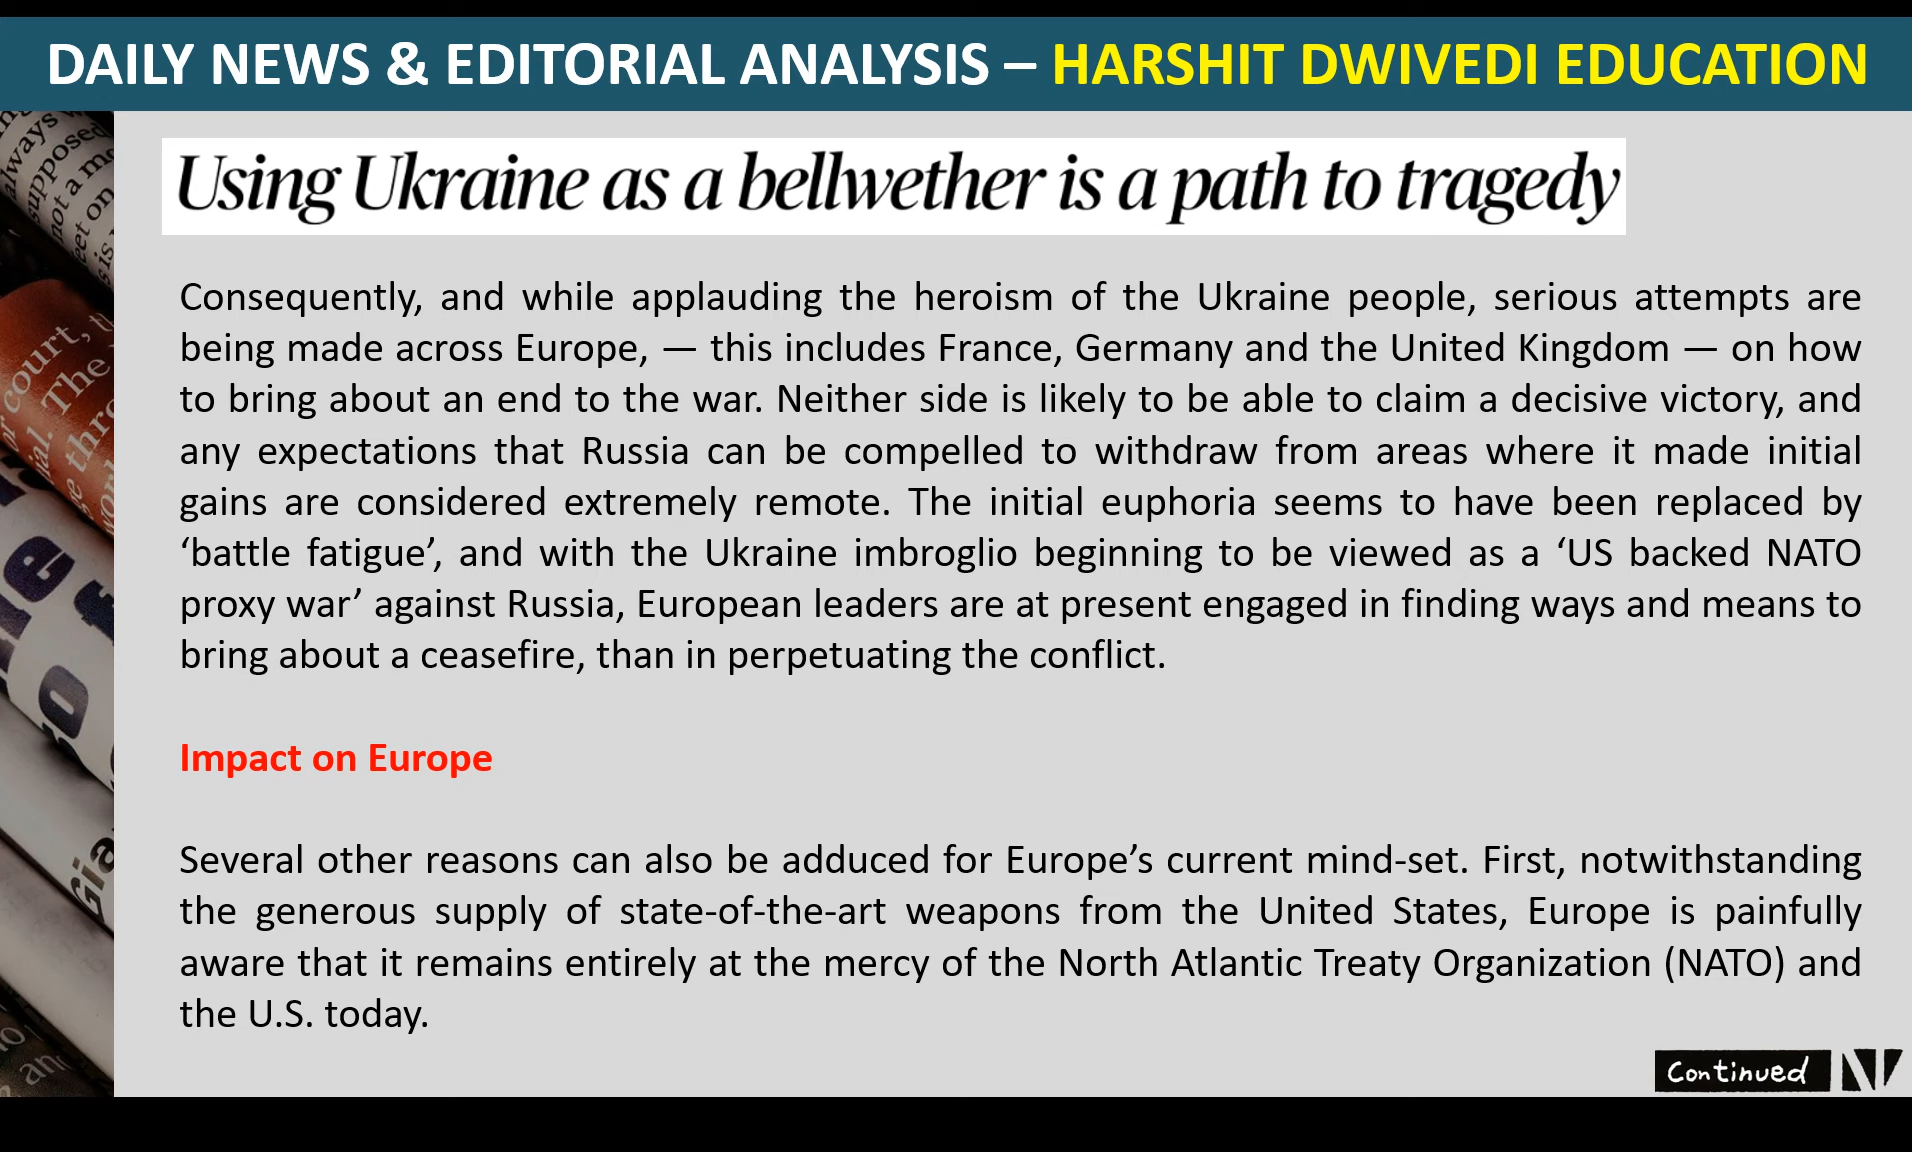 DAILY NEWS & EDITORIAL ANALYSIS – HARSHIT DWIVEDI EDUCATION
Using Ukraine as a bellwether is a path to tragedy
Consequently, and while applauding the heroism of the Ukraine people, serious attempts are
being made across Europe, — this includes France, Germany and the United Kingdom — on how
to bring about an end to the war. Neither side is likely to be able to claim a decisive victory, and
any expectations that Russia can be compelled to withdraw from areas where it made initial
gains are considered extremely remote. The initial euphoria seems to have been replaced by
‘battle fatigue’, and with the Ukraine imbroglio beginning to be viewed as a ‘US backed NATO
proxy war’ against Russia, European leaders are at present engaged in finding ways and means to
bring about a ceasefire, than in perpetuating the conflict.
Impact on Europe
Several other reasons can also be adduced for Europe’s current mind-set. First, notwithstanding
the generous supply of state-of-the-art weapons from the United States, Europe is painfully
aware that it remains entirely at the mercy of the North Atlantic Treaty Organization (NATO) and
the U.S. today.
Continued
always
supposed
not a
eet on
court,
The
thro